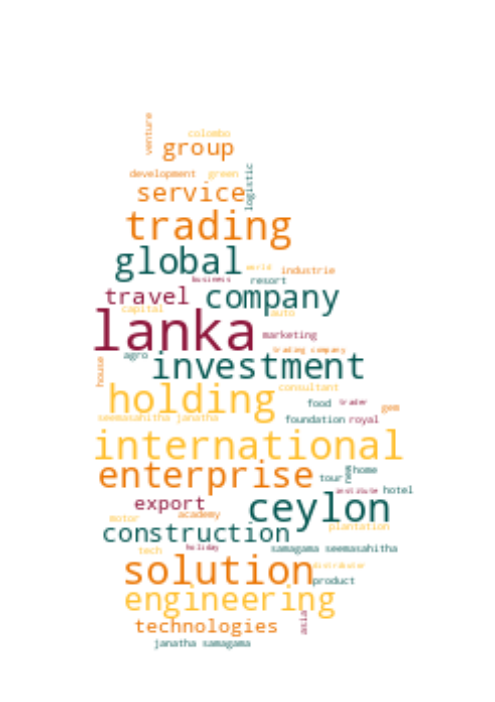 venture
colombo
group
development green
logistic
service
trading
global
world industrie
business resort
travel company
capital auto
lanka
marketing
trading company
agro
investment
house
holding
consultant
food trader
gem
seemasahitha janatha
foundation royal
international
enterprise
new home
tour
institute hotel
export
ceylon
motor academy
plantation
construction
tech holiday
samagama seemasahitha
solution
product
engineering
technologies
asia
janatha samagama